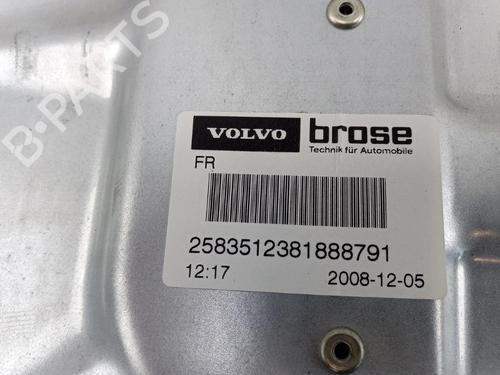 VOLVO brose
Technik für Automobile
FR
2583512381888791
12:17 2008-12-05
B-PARTS